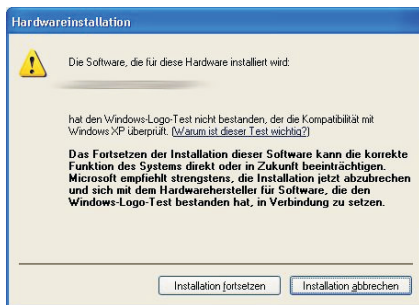 Hardwareinstallation
Die Software, die für diese Hardware installiert wird:
hat den Windows-Logo-Test nicht bestanden, der die Kompatibilität mit
Windows XP überprüft. (Warum ist dieser Test wichtig?)
Das Fortsetzen der Installation dieser Software kann die korrekte
Funktion des Systems direkt oder in Zukunft beeinträchtigen.
Microsoft empfiehlt strengstens, die Installation jetzt abzubrechen
und sich mit dem Hardwarehersteller für Software, die den
Windows-Logo-Test bestanden hat, in Verbindung zu setzen.
Installation fortsetzen
Installation abbrechen